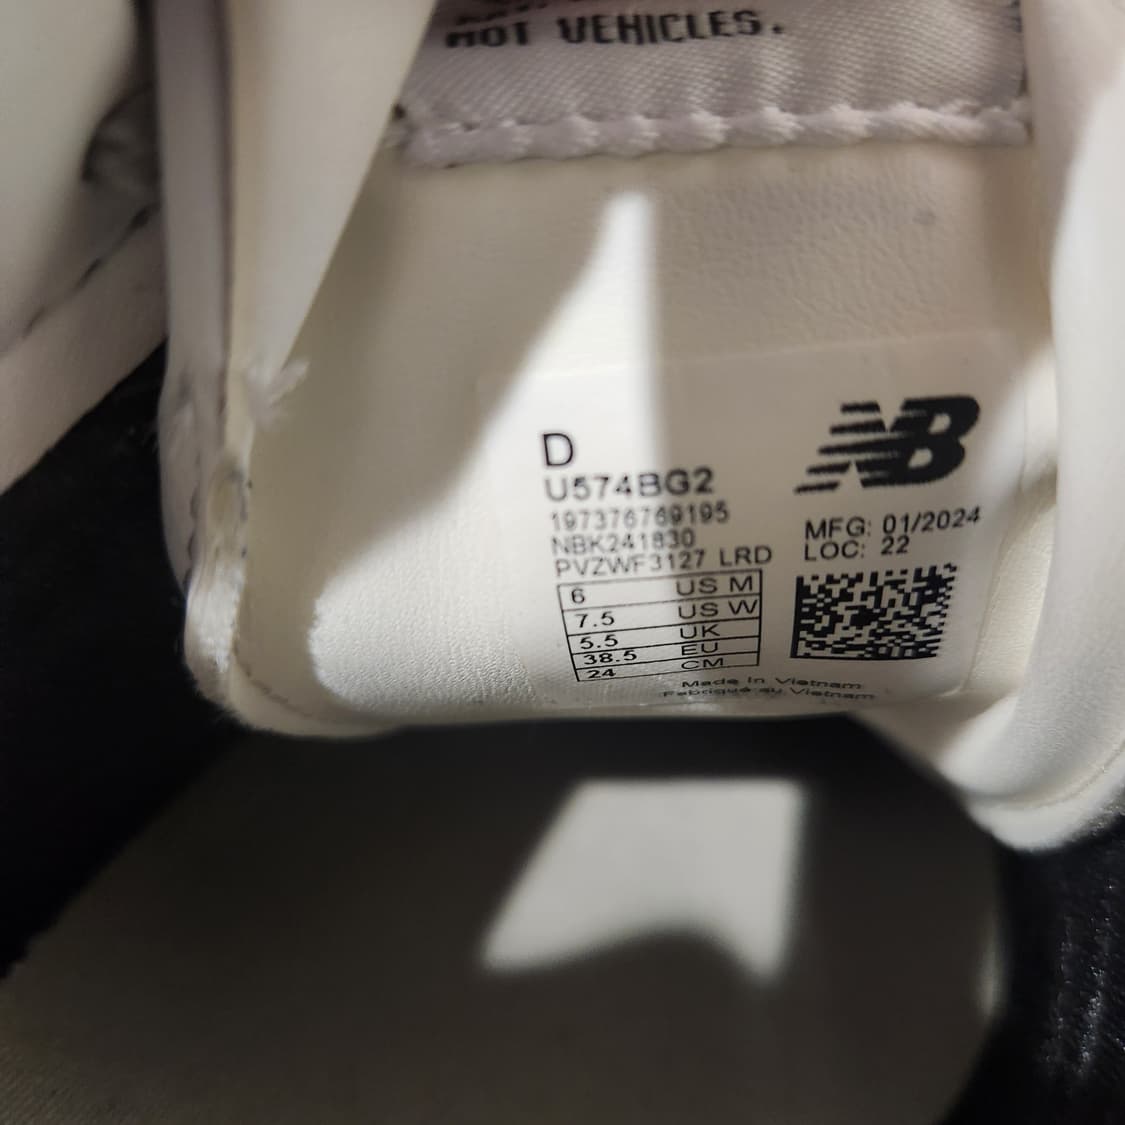 NOT VEHICLES.
D
U574BG2
197376769195
NBK241830
PVZWF3127 LRD
6 US M
7.5 US W
5.5 UK
38.5 EU
24 CM
NB
MFG: 01/2024
LOC: 22
Made in Vietnam
Fabriqué au Vietnam